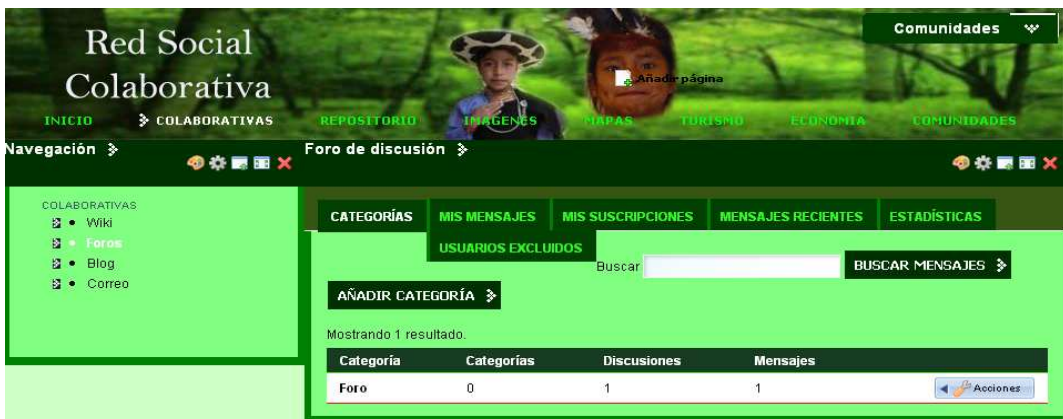 Red Social
Colaborativa
Comunidades
Añadir página
INICIO COLABORATIVAS REPOSITORIO IMAGENES MAPAS TURISMO ECONOMIA COMUNIDADES
Navegación
Foro de discusión
COLABORATIVAS
Wiki
Foros
Blog
Correo
CATEGORÍAS MIS MENSAJES MIS SUSCRIPCIONES MENSAJES RECIENTES ESTADÍSTICAS
USUARIOS EXCLUIDOS
Buscar BUSCAR MENSAJES
AÑADIR CATEGORÍA
Mostrando 1 resultado.
Categoría Categorías Discusiones Mensajes
Foro 0 1 1 Acciones